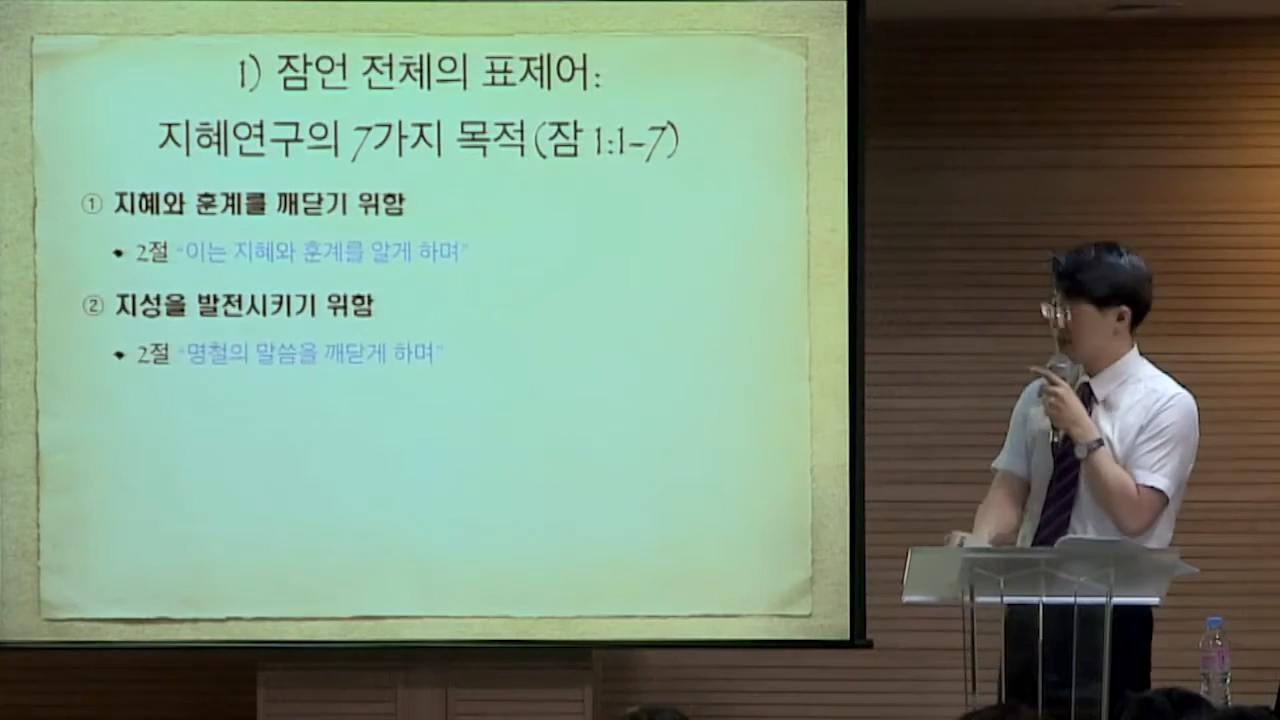 1) 잠언 전체의 표제어:
지혜연구의 7가지 목적(잠 1:1-7)
① 지혜와 훈계를 깨닫기 위함
2절 “이는 지혜와 훈계를 알게 하며”
② 지성을 발전시키기 위함
2절 “명철의 말씀을 깨닫게 하며”